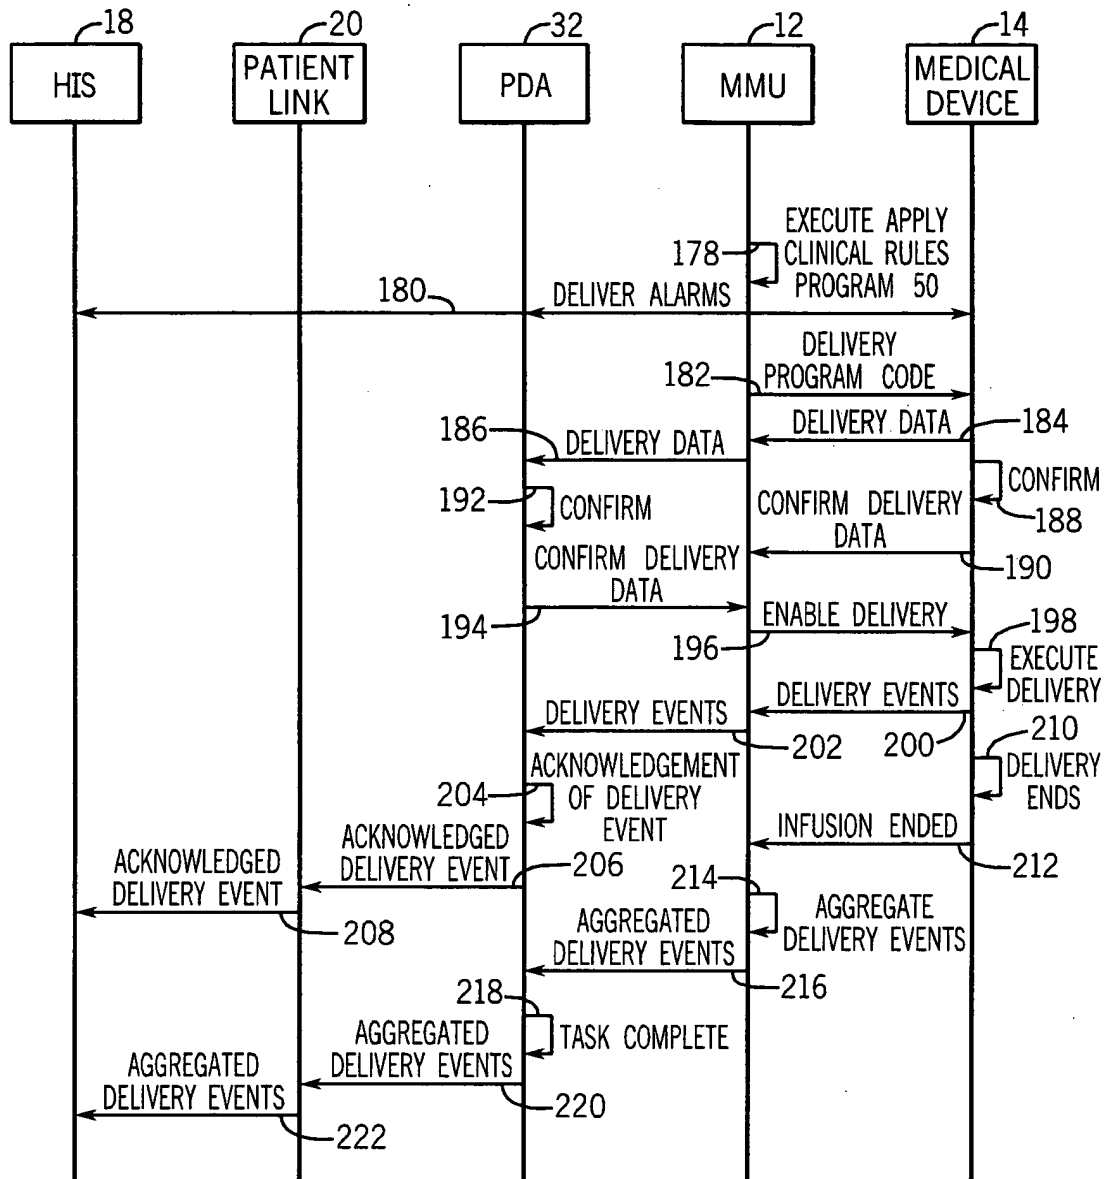 18
20
32
12
14
HIS
PATIENT
LINK
PDA
MMU
MEDICAL
DEVICE
178
EXECUTE APPLY
CLINICAL RULES
PROGRAM 50
180
DELIVER ALARMS
DELIVERY
PROGRAM CODE
182
DELIVERY DATA
184
186
DELIVERY DATA
192
CONFIRM
CONFIRM
188
CONFIRM DELIVERY
DATA
190
CONFIRM DELIVERY
DATA
194
ENABLE DELIVERY
196
198
EXECUTE
DELIVERY
DELIVERY EVENTS
200
DELIVERY EVENTS
202
210
DELIVERY
ENDS
204
ACKNOWLEDGEMENT
OF DELIVERY
EVENT
INFUSION ENDED
212
ACKNOWLEDGED
DELIVERY EVENT
206
ACKNOWLEDGED
DELIVERY EVENT
208
214
AGGREGATE
DELIVERY EVENTS
AGGREGATED
DELIVERY EVENTS
216
218
TASK COMPLETE
AGGREGATED
DELIVERY EVENTS
220
AGGREGATED
DELIVERY EVENTS
222